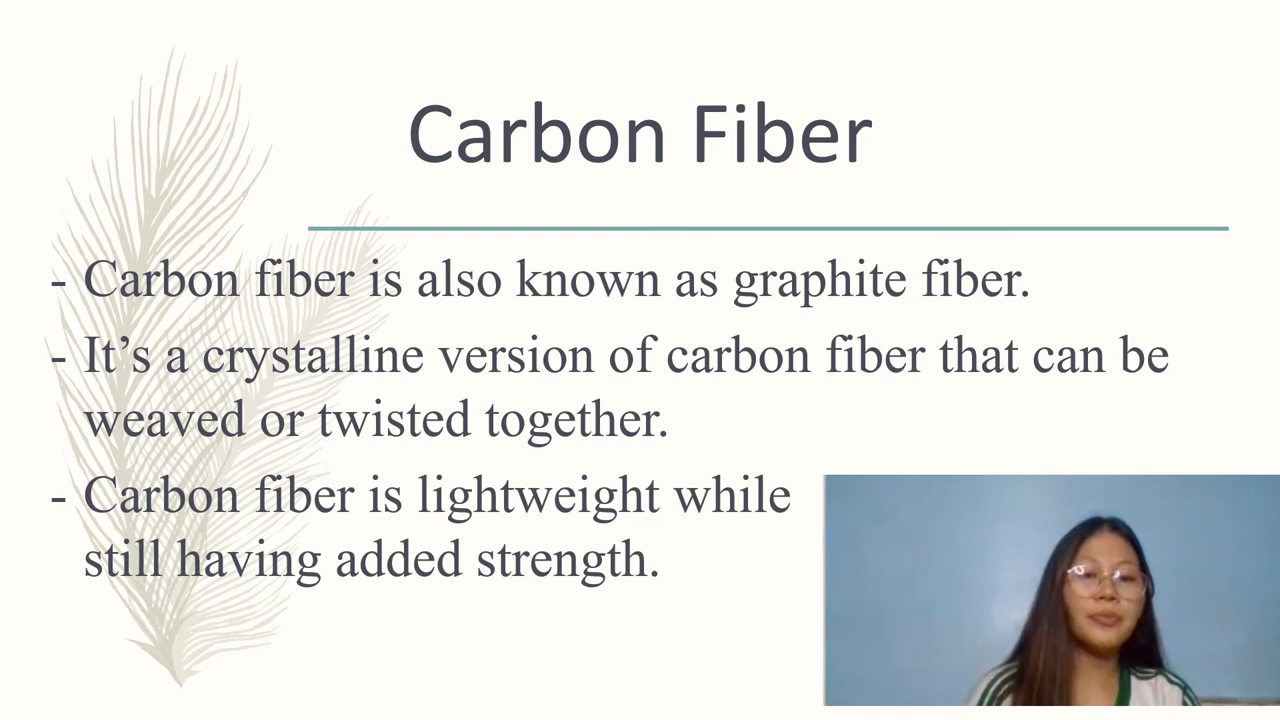 Carbon Fiber
- Carbon fiber is also known as graphite fiber.
- It’s a crystalline version of carbon fiber that can be
weaved or twisted together.
- Carbon fiber is lightweight while
still having added strength.